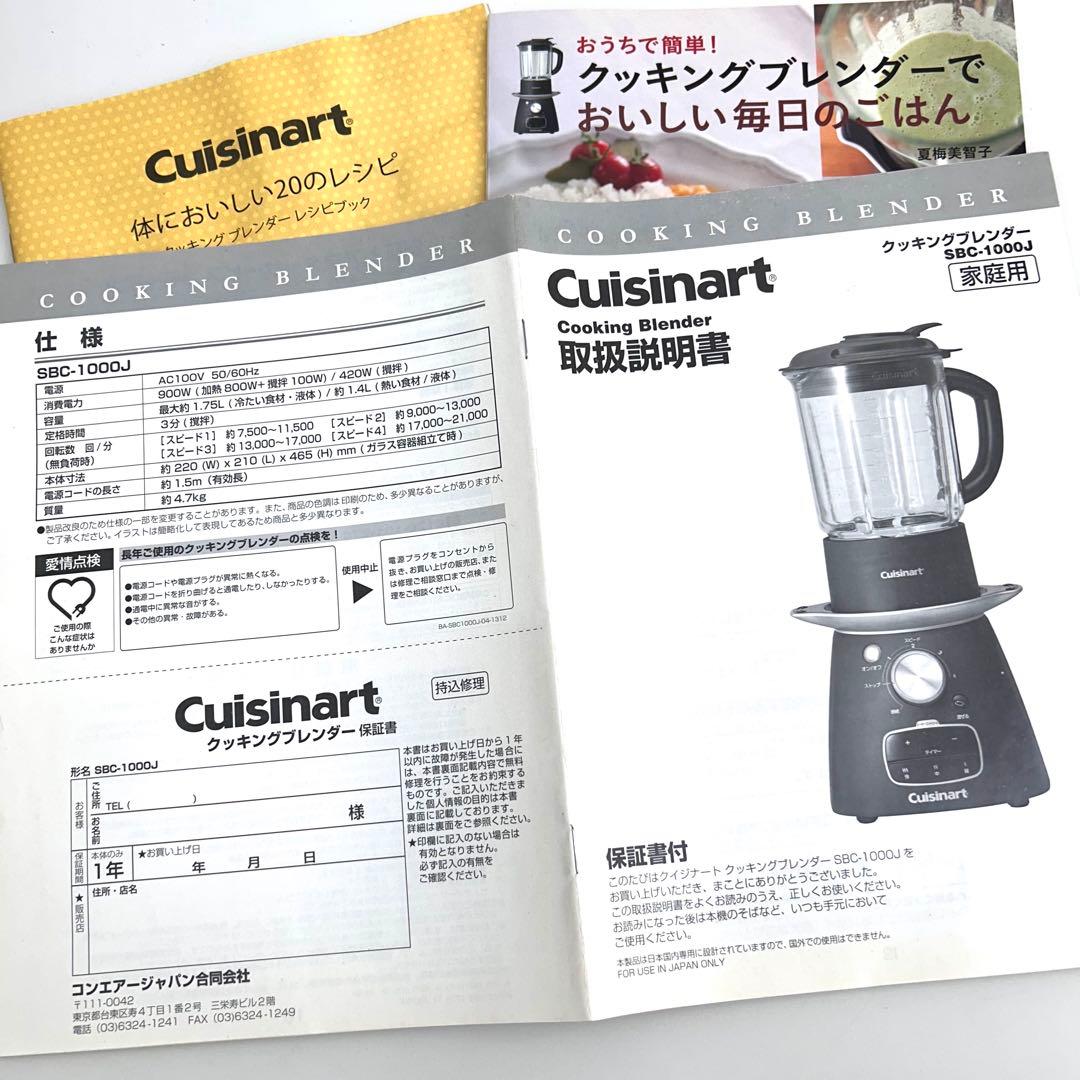 Cuisinart®
体においしい20のレシピ
クッキング ブレンダー レシピブック
おうちで簡単!
クッキングブレンダーで
おいしい毎日のごはん
夏梅美智子
COOKING BLENDER
仕様
SBC-1000J
電源 AC100V 50/60Hz
消費電力 900W (加熱 800W+攪拌 100W) / 420W (攪拌)
容量 最大約 1.75L (冷たい食材・液体) / 約 1.4L (熱い食材 / 液体)
定格時間 3分 (攪拌)
回転数 回/分 [スピード1] 約 7,500〜11,500 [スピード2] 約 9,000〜13,000
(無負荷時) [スピード3] 約 13,000〜17,000 [スピード4] 約 17,000〜21,000
本体寸法 約 220 (W) x 210 (L) x 465 (H) mm (ガラス容器組立て時)
電源コードの長さ 約 1.5m (有効長)
質量 約 4.7kg
●製品改良のため仕様の一部を変更することがあります。また、商品の色調は印刷のため、多少異なることがありますが、
ご了承ください。イラストは簡略化して表現してあるため商品と多少異なります。
愛情点検
長年ご使用のクッキングブレンダーの点検を!
ご使用の際
こんな症状は
ありませんか
●電源コードや電源プラグが異常に熱くなる。
●電源コードを折り曲げると通電したり、しなかったりする。
●通電中に異常な音がする。
●その他の異常・故障がある。
使用中止
電源プラグをコンセントから
抜き、お買い上げの販売店、また
は修理ご相談窓口まで点検・修
理をご相談ください。
BA-SBC1000J-04-1312
Cuisinart®
持込修理
クッキングブレンダー 保証書
形名 SBC-1000J
お客様
ご住所
TEL ( )
お名前
様
保証期間
本体のみ
1年
★お買い上げ日
年 月 日
★販売店
住所・店名
本書はお買い上げ日から1年
以内に故障が発生した場合に
は、本書裏面記載内容で無料
修理を行うことをお約束する
ものです。ご記入いただきま
した個人情報の目的は本書
裏面に記載しております。
詳細は裏面をご参照ください。
★印欄に記入のない場合は
有効となりません。
必ず記入の有無を
ご確認ください。
コンエアージャパン合同会社
〒111-0042
東京都台東区寿4丁目1番2号 三栄寿ビル2階
電話 (03)6324-1241 FAX (03)6324-1249
COOKING BLENDER
クッキングブレンダー
SBC-1000J
家庭用
Cuisinart®
Cooking Blender
取扱説明書
Cuisinart
Cuisinart
スピード
オン/オフ
ストップ
タイマー
Cuisinart
保証書付
このたびはクイジナート クッキングブレンダー SBC-1000J を
お買い上げいただき、まことにありがとうございました。
この取扱説明書をよくお読みのうえ、正しくお使いください。
お読みになった後は本機のそばなど、いつも手元において
ご使用ください。
本製品は日本国内専用に設計されていますので、国外での使用はできません。
FOR USE IN JAPAN ONLY